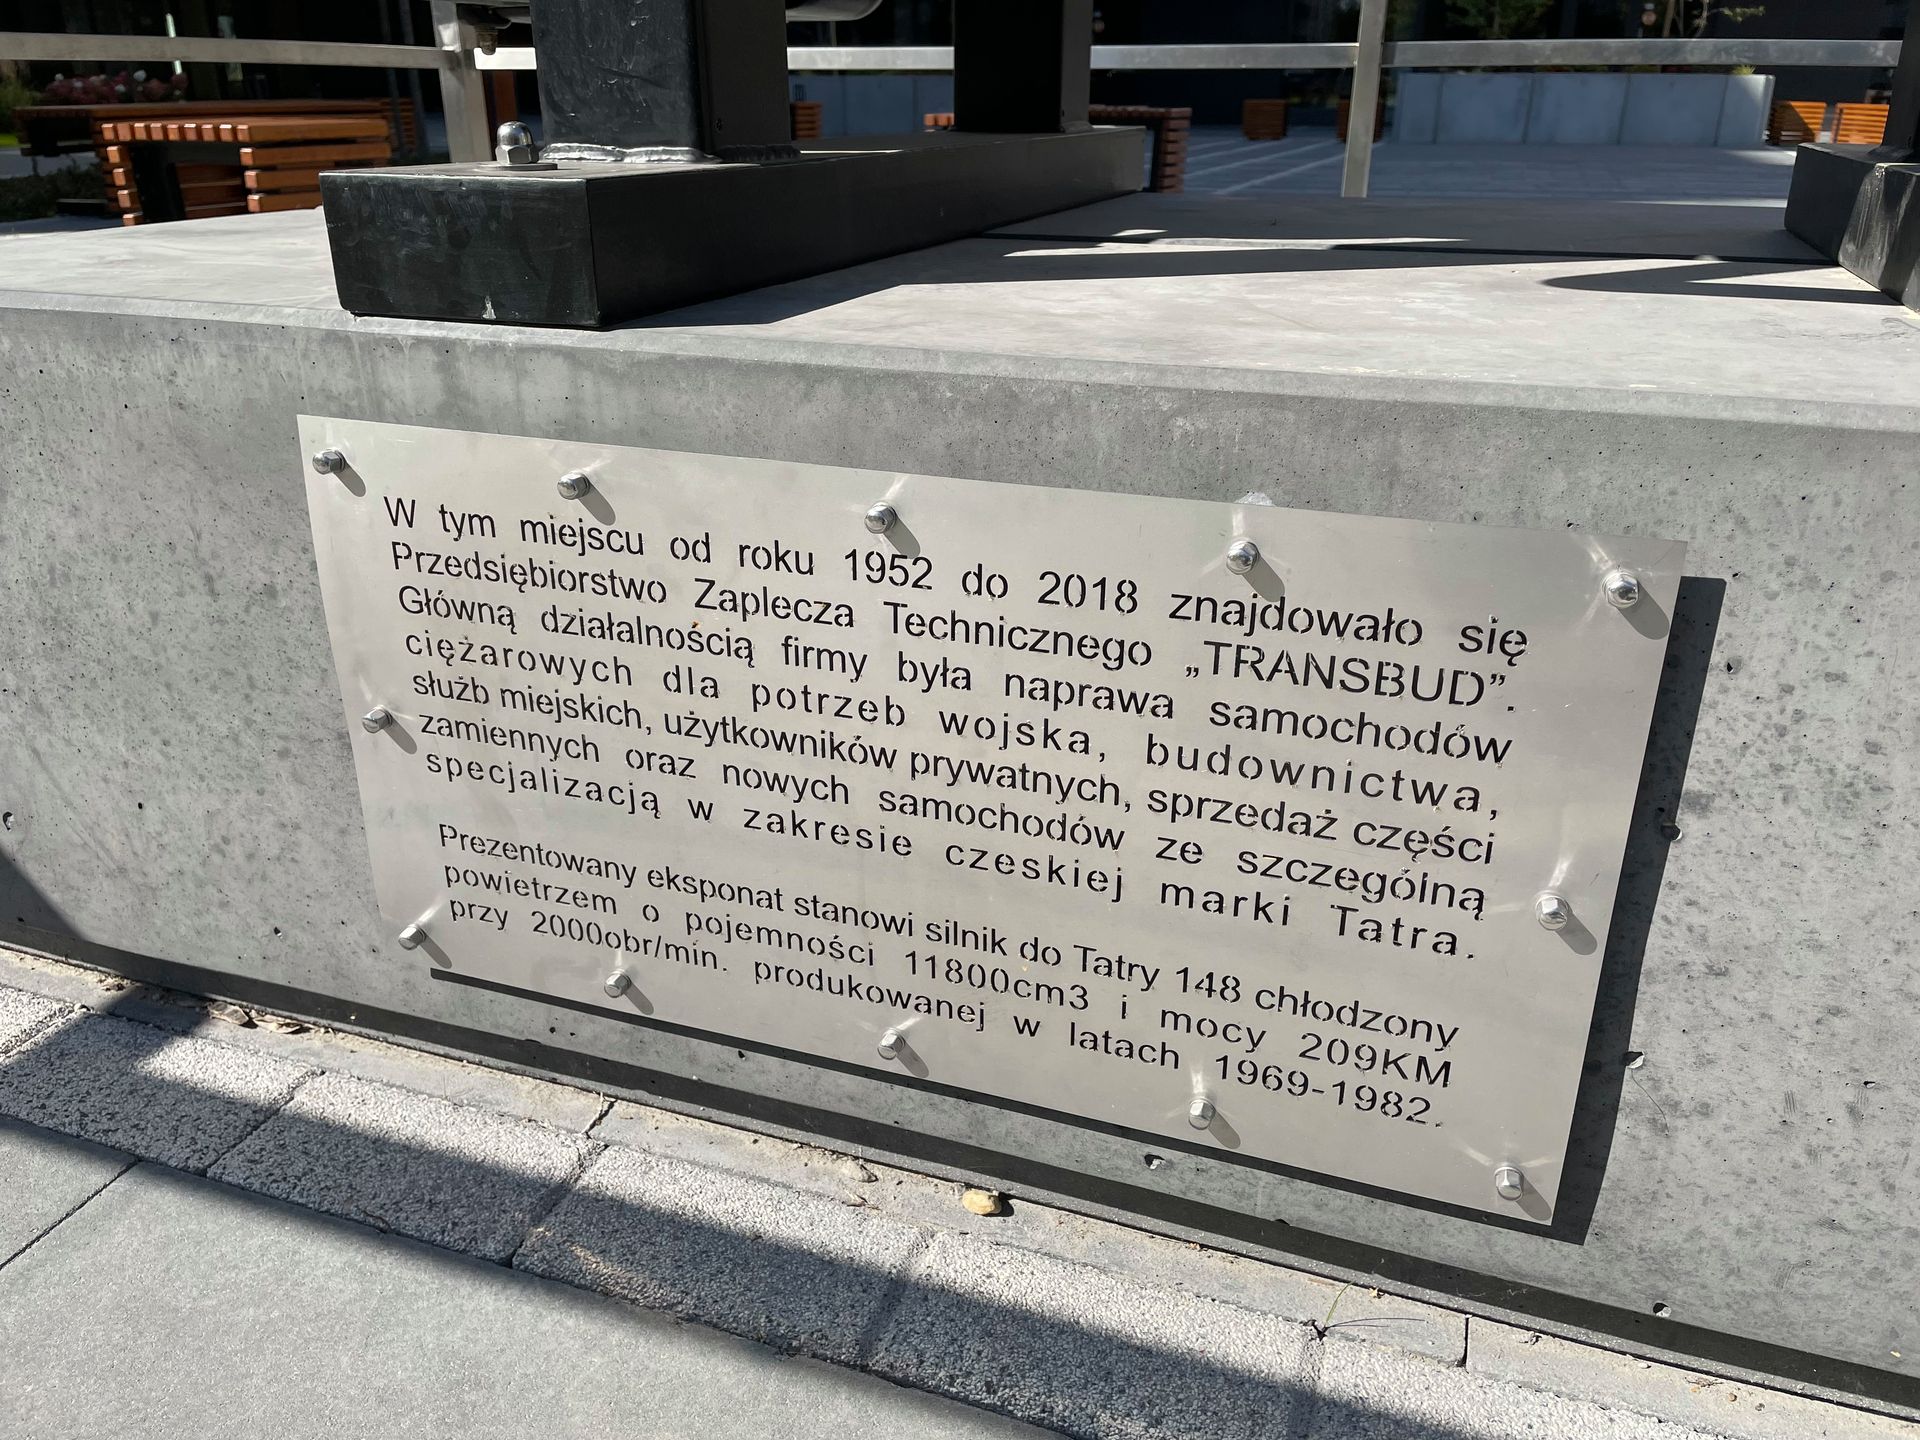 W tym miejscu od roku 1952 do 2018 znajdowało się
Przedsiębiorstwo Zaplecza Technicznego „TRANSBUD”.
Główną działalnością firmy była naprawa samochodów
ciężarowych dla potrzeb wojska, budownictwa,
służb miejskich, użytkowników prywatnych, sprzedaż części
zamiennych oraz nowych samochodów ze szczególną
specjalizacją w zakresie czeskiej marki Tatra.
Prezentowany eksponat stanowi silnik do Tatry 148 chłodzony
powietrzem o pojemności 11800cm3 i mocy 209KM
przy 2000obr/min. produkowanej w latach 1969-1982.